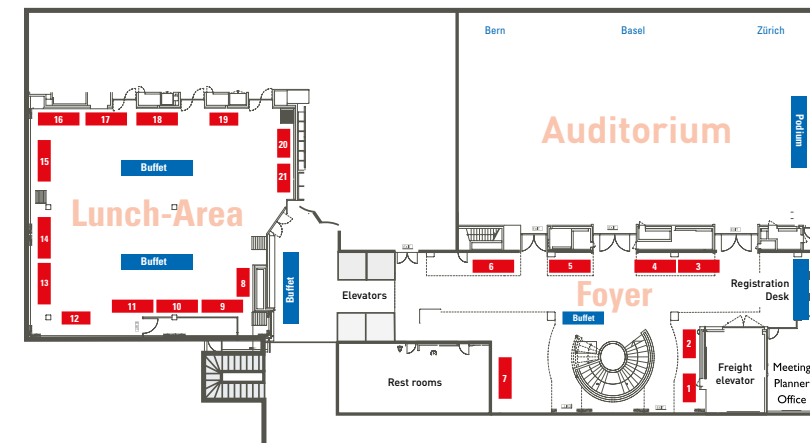 Bern Basel Zürich
Auditorium
Podium
16 17 18 19
20
15
Buffet
21
Lunch-Area
14
Buffet
13
8
Buffet
11 10 9
12
Elevators
6 5 4 3
Foyer
Registration
Desk
Buffet
2
7
1
Rest rooms
Freight
elevator
Meeting
Planner
Office